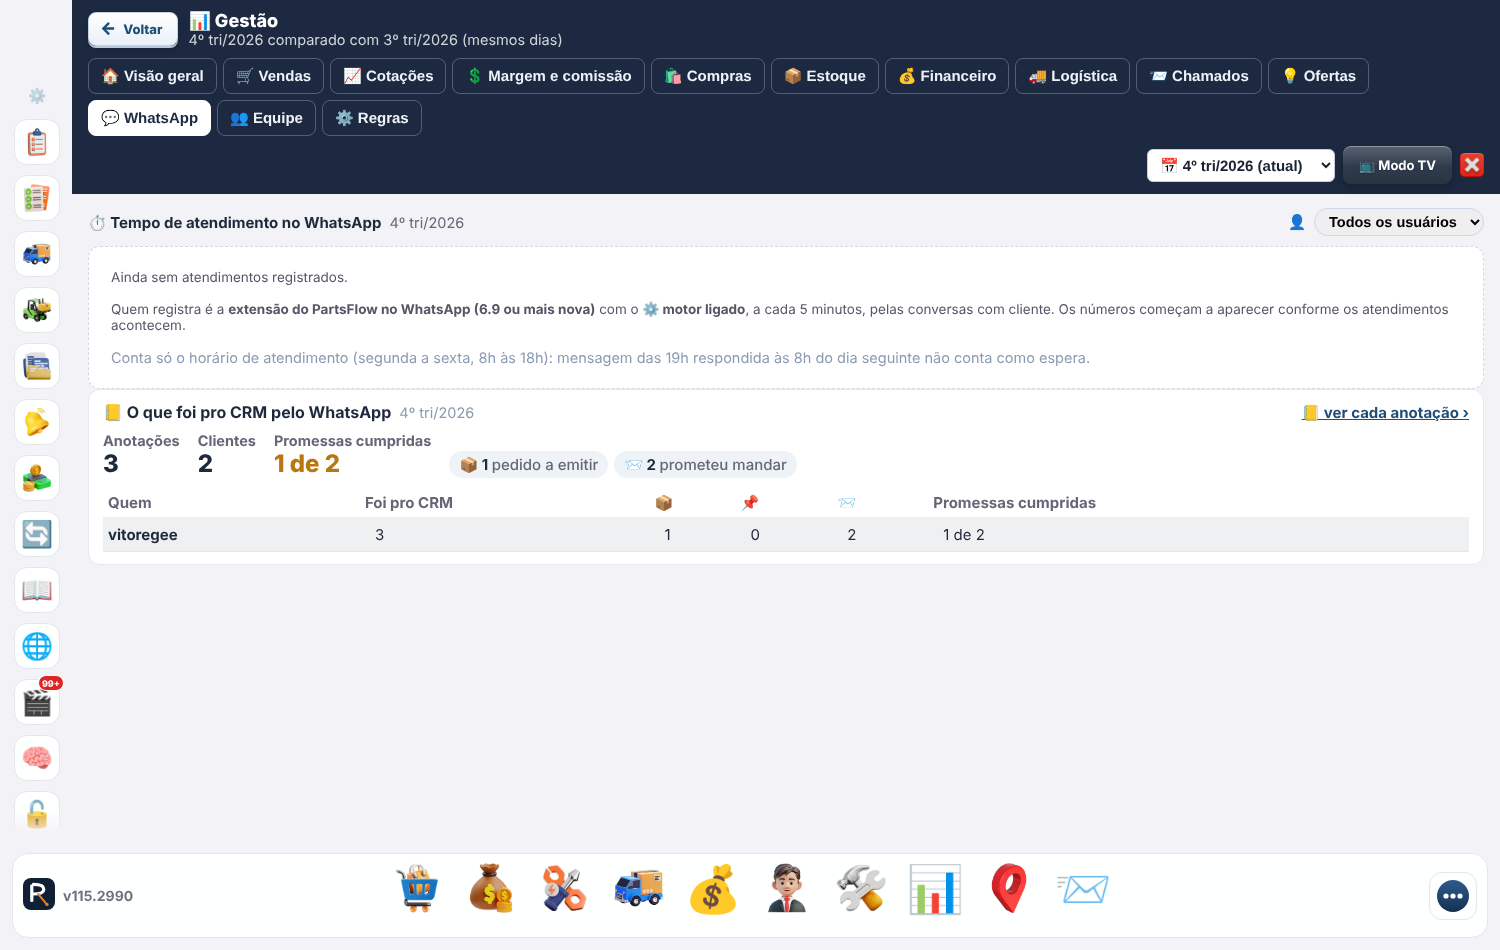 Voltar
Gestão
4º tri/2026 comparado com 3º tri/2026 (mesmos dias)
Visão geral
Vendas
Cotações
Margem e comissão
Compras
Estoque
Financeiro
Logística
Chamados
Ofertas
WhatsApp
Equipe
Regras
4º tri/2026 (atual)
Modo TV
Tempo de atendimento no WhatsApp 4º tri/2026
Todos os usuários
Ainda sem atendimentos registrados.
Quem registra é a extensão do PartsFlow no WhatsApp (6.9 ou mais nova) com o ⚙️ motor ligado, a cada 5 minutos, pelas conversas com cliente. Os números começam a aparecer conforme os atendimentos
acontecem.
Conta só o horário de atendimento (segunda a sexta, 8h às 18h): mensagem das 19h respondida às 8h do dia seguinte não conta como espera.
O que foi pro CRM pelo WhatsApp 4º tri/2026
ver cada anotação ›
Anotações Clientes Promessas cumpridas
3 2 1 de 2
1 pedido a emitir
2 prometeu mandar
Quem Foi pro CRM Promessas cumpridas
vitoregee 3 1 0 2 1 de 2
99+
R v115.2990